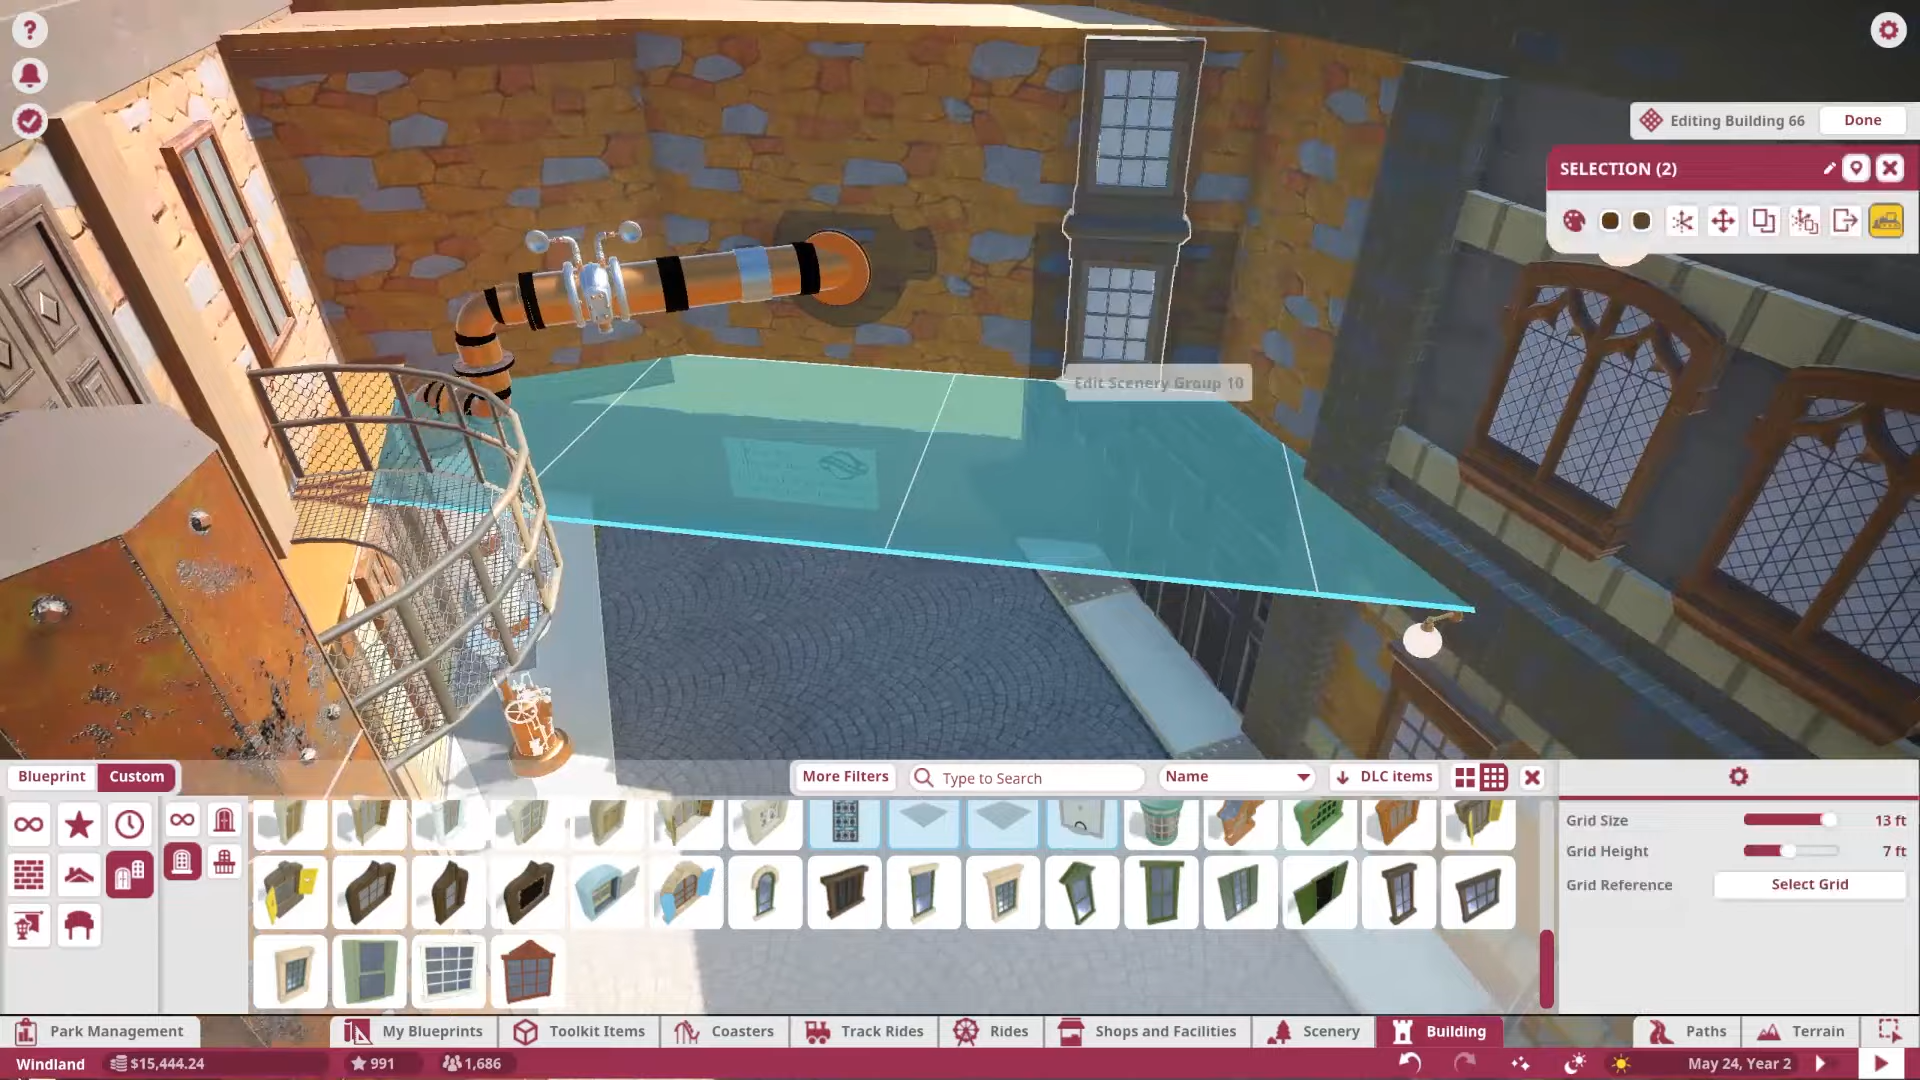 ?
Editing Building 66
Done
SELECTION (2)
Edit Scenery Group 10
Blueprint
Custom
More Filters
Type to Search
Name
DLC items
Grid Size
13 ft
Grid Height
7 ft
Grid Reference
Select Grid
Park Management
My Blueprints
Toolkit Items
Coasters
Track Rides
Rides
Shops and Facilities
Scenery
Building
Paths
Terrain
Windland
$15,444.24
991
1,686
May 24, Year 2